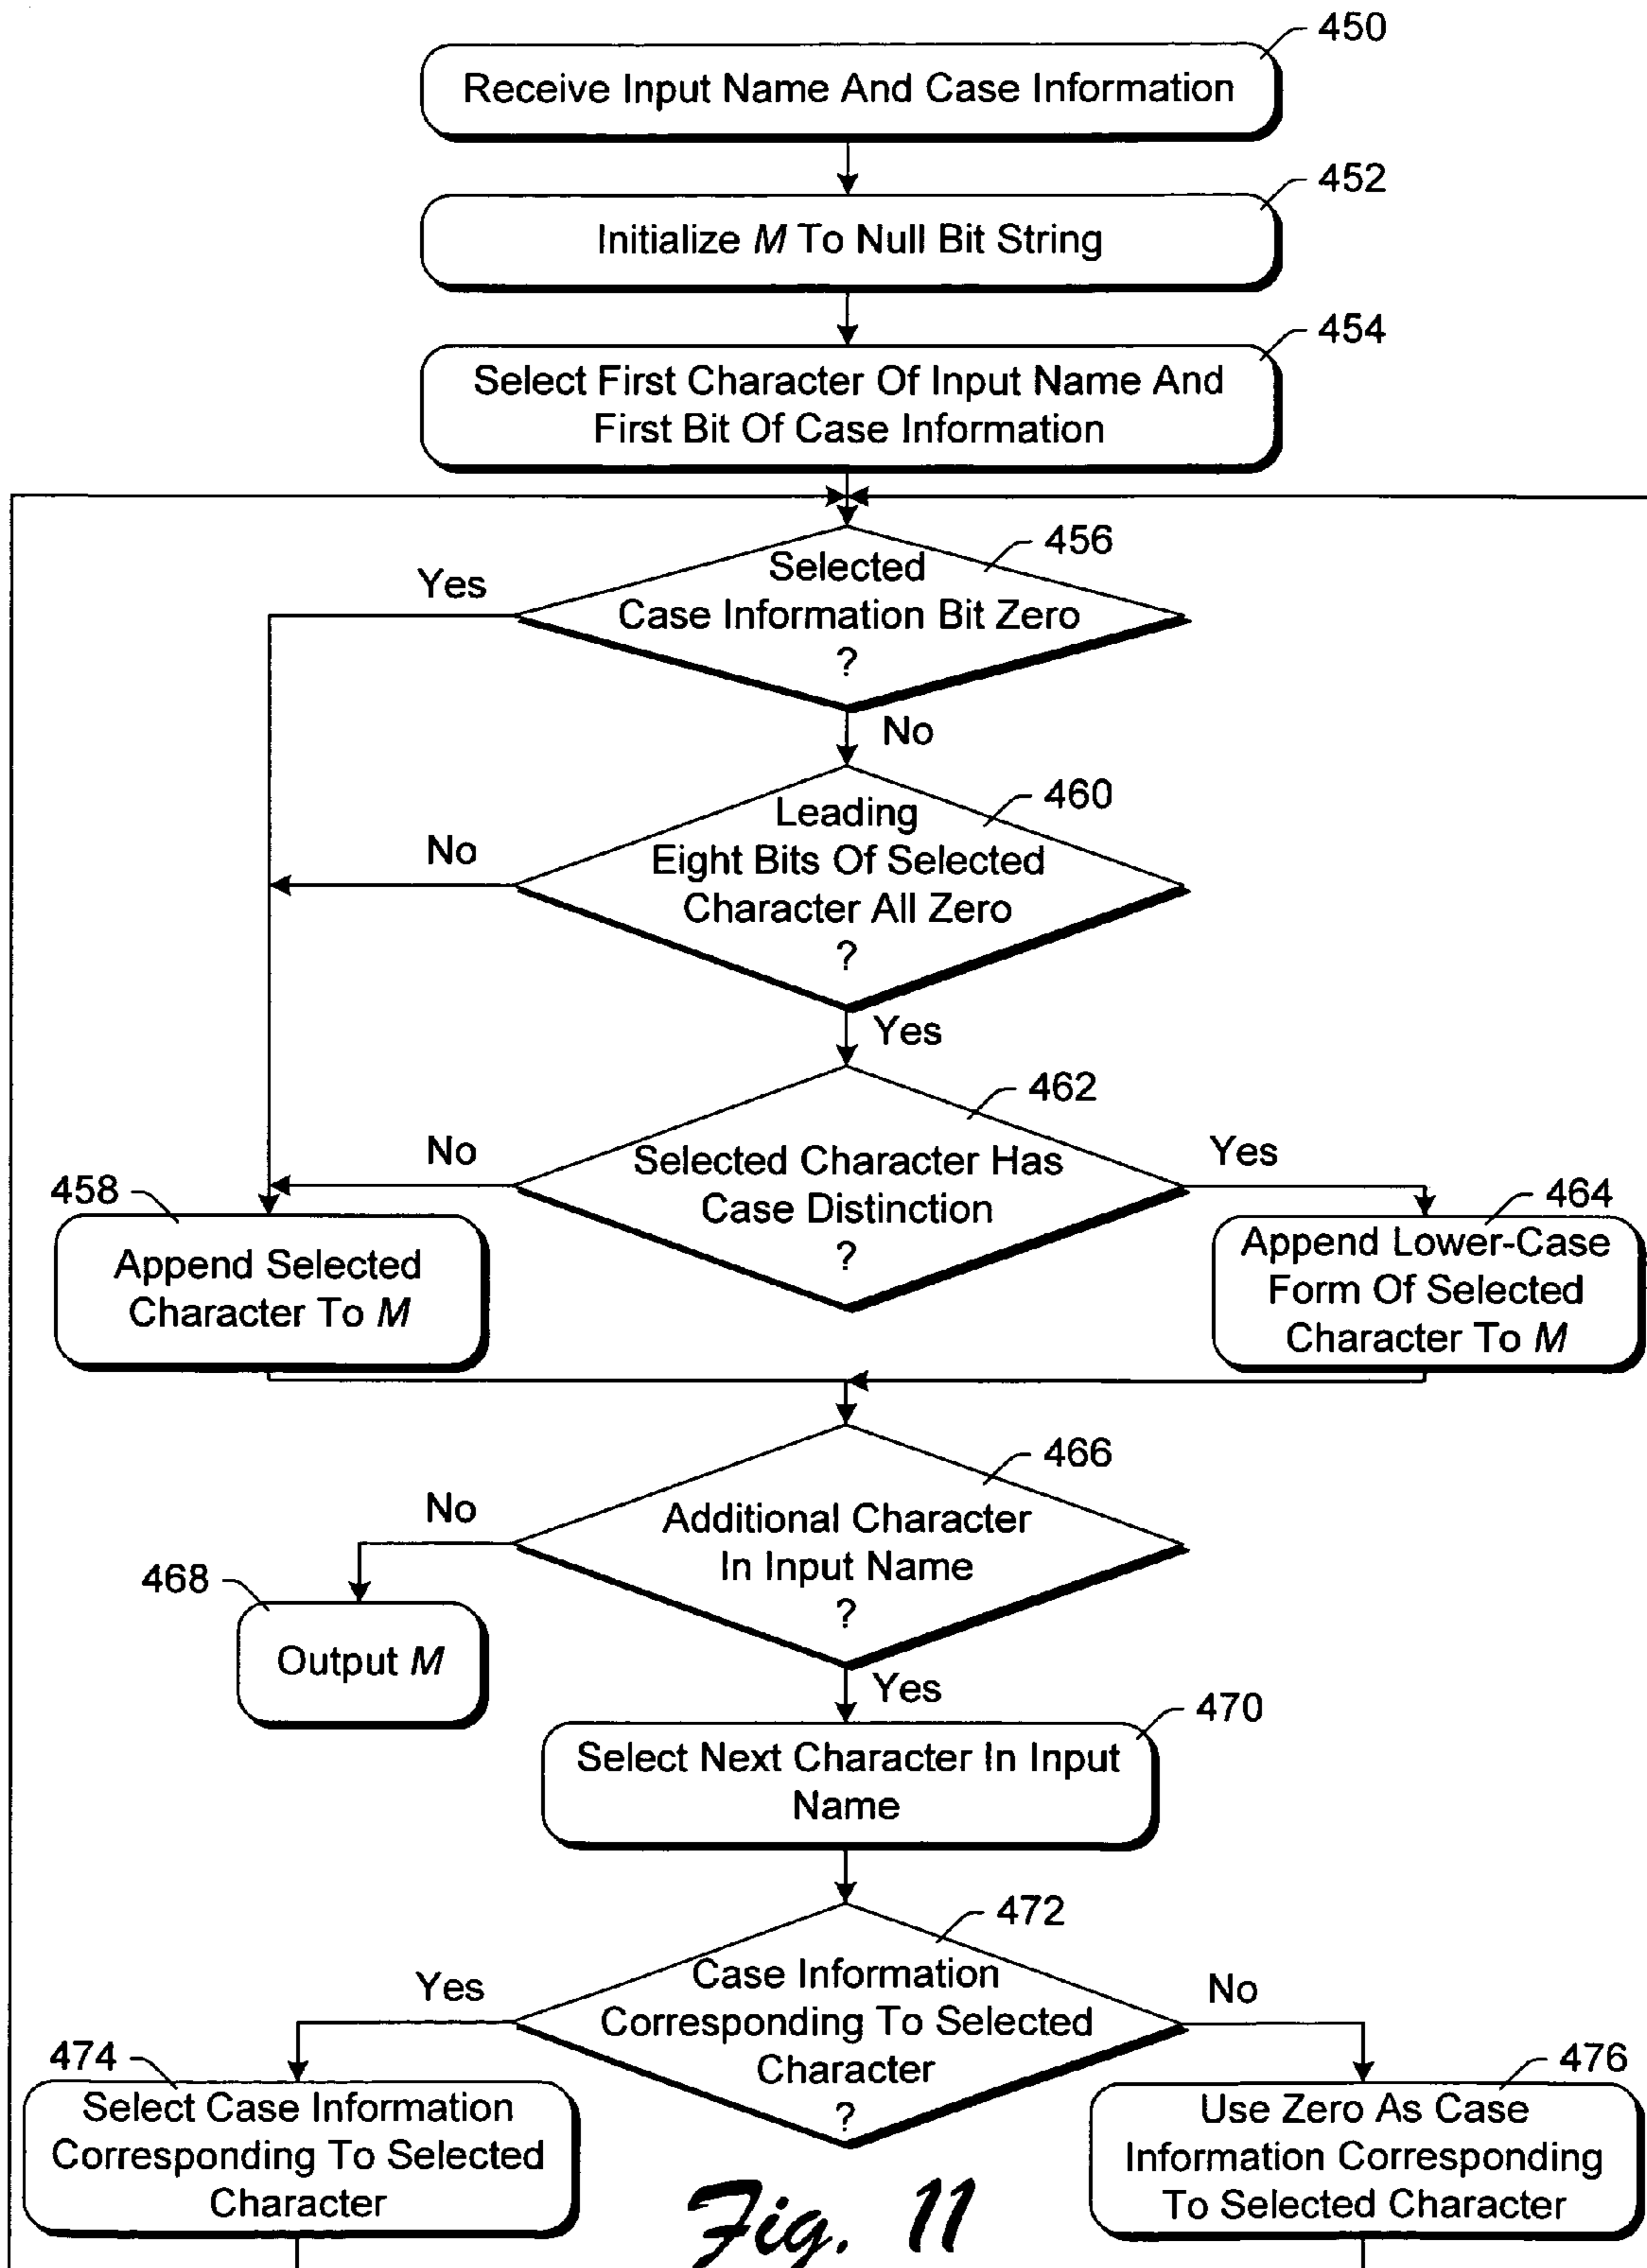 450
Receive Input Name And Case Information
452
Initialize M To Null Bit String
454
Select First Character Of Input Name And
First Bit Of Case Information
456
Selected
Case Information Bit Zero
?
Yes
No
460
Leading
Eight Bits Of Selected
Character All Zero
?
No
Yes
462
Selected Character Has
Case Distinction
?
No
Yes
458
Append Selected
Character To M
464
Append Lower-Case
Form Of Selected
Character To M
466
Additional Character
In Input Name
?
No
468
Output M
Yes
470
Select Next Character In Input
Name
472
Case Information
Corresponding To Selected
Character
?
Yes
No
474
Select Case Information
Corresponding To Selected
Character
476
Use Zero As Case
Information Corresponding
To Selected Character
Fig. 11